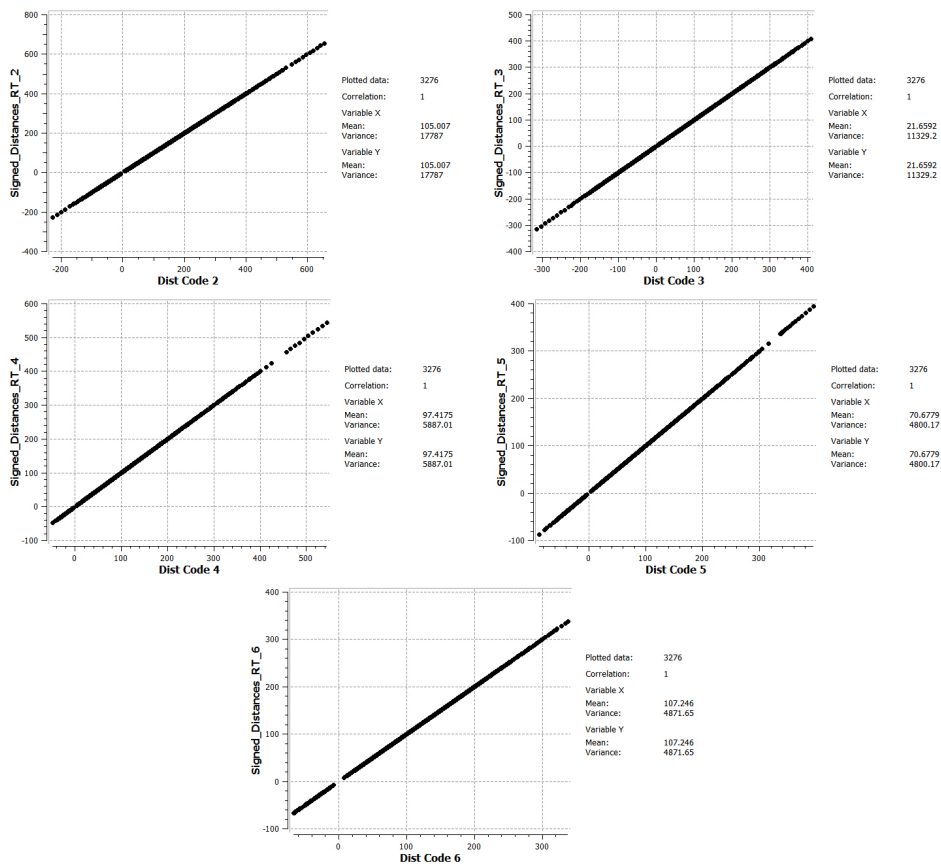 800
600
400
200
0
-200
-400
Signed_Distances_RT_2
-200 0 200 400 600
Dist Code 2
Plotted data: 3276
Correlation: 1
Variable X
Mean: 105.007
Variance: 17787
Variable Y
Mean: 105.007
Variance: 17787
500
400
300
200
100
0
-100
-200
-300
-400
Signed_Distances_RT_3
-300 -200 -100 0 100 200 300 400
Dist Code 3
Plotted data: 3276
Correlation: 1
Variable X
Mean: 21.6592
Variance: 11329.2
Variable Y
Mean: 21.6592
Variance: 11329.2
600
500
400
300
200
100
0
-100
Signed_Distances_RT_4
0 100 200 300 400 500
Dist Code 4
Plotted data: 3276
Correlation: 1
Variable X
Mean: 97.4175
Variance: 5887.01
Variable Y
Mean: 97.4175
Variance: 5887.01
400
300
200
100
0
-100
Signed_Distances_RT_5
0 100 200 300
Dist Code 5
Plotted data: 3276
Correlation: 1
Variable X
Mean: 70.6779
Variance: 4800.17
Variable Y
Mean: 70.6779
Variance: 4800.17
400
300
200
100
0
-100
Signed_Distances_RT_6
0 100 200 300
Dist Code 6
Plotted data: 3276
Correlation: 1
Variable X
Mean: 107.246
Variance: 4871.65
Variable Y
Mean: 107.246
Variance: 4871.65